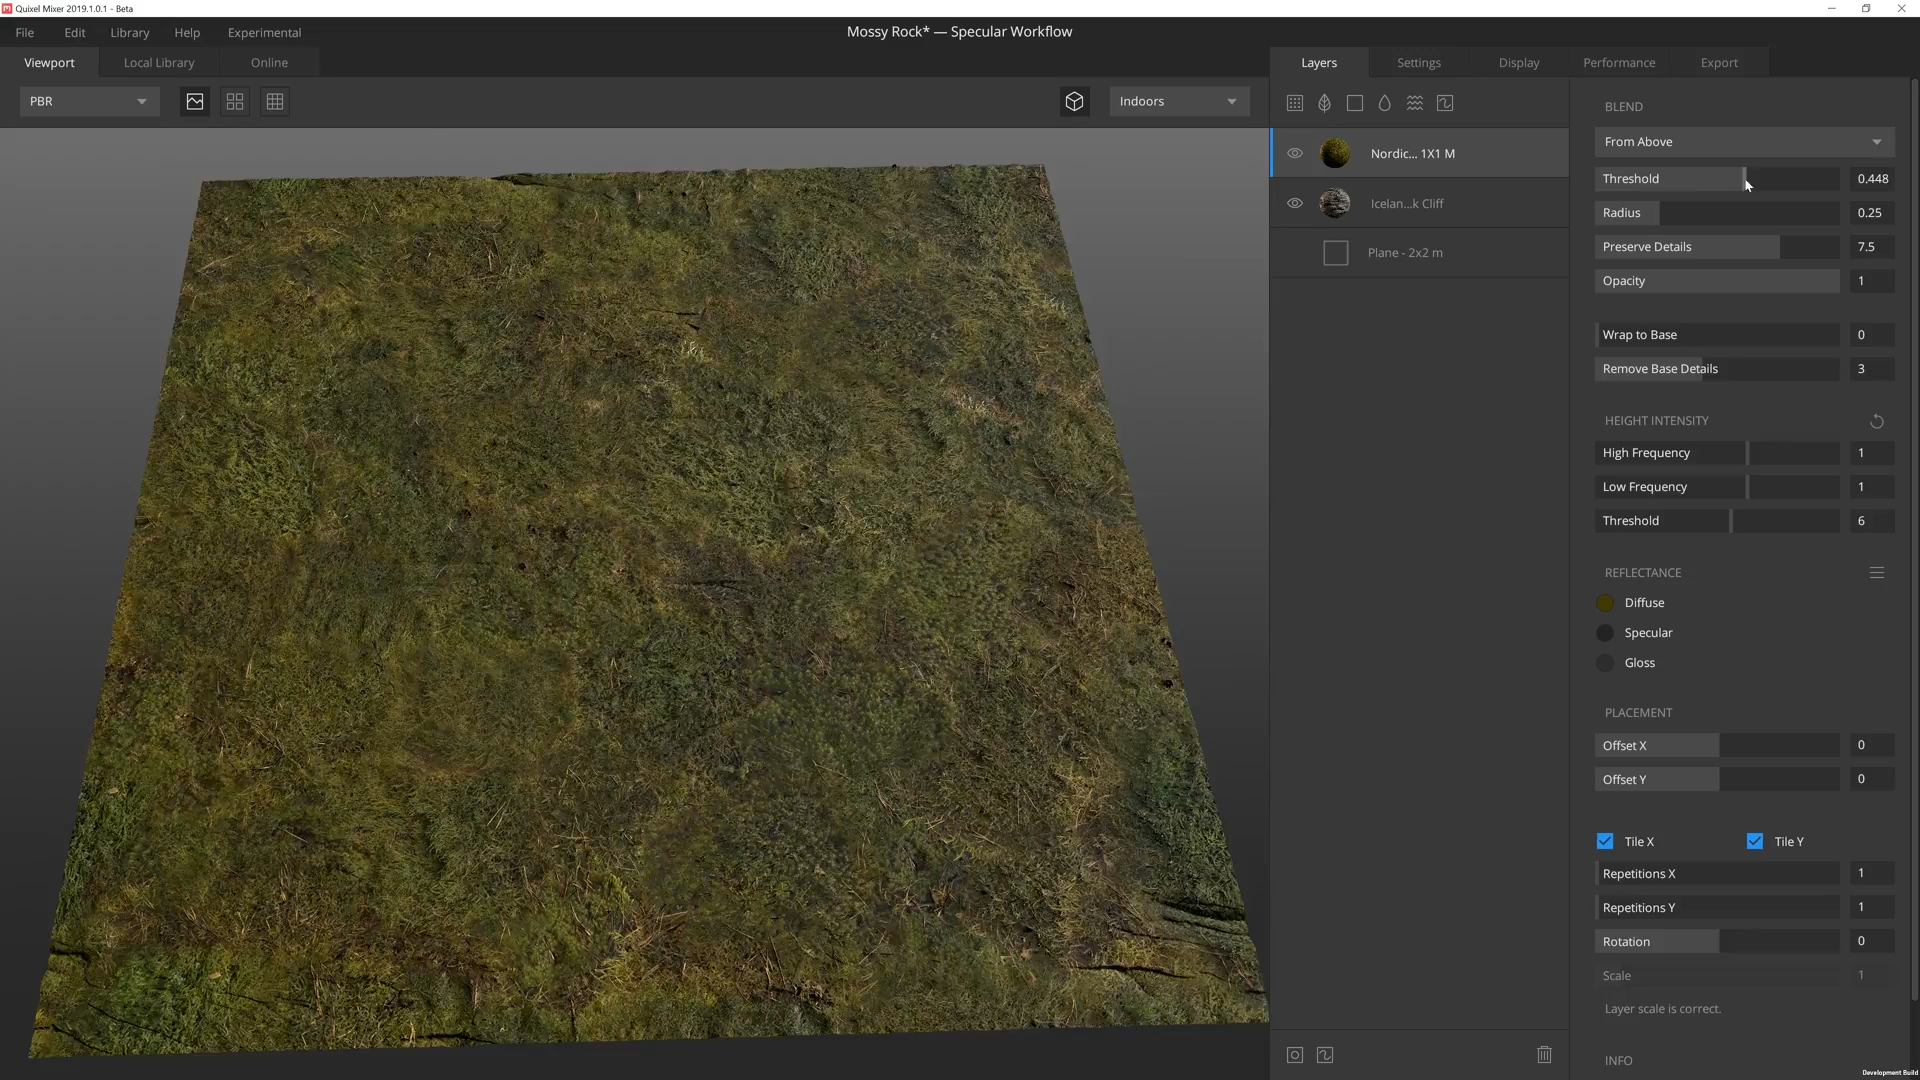 Quixel Mixer 2019.1.0.1 - Beta
File Edit Library Help Experimental
Mossy Rock* — Specular Workflow
Viewport Local Library Online
Layers Settings Display Performance Export
PBR
Indoors
Nordic... 1X1 M
Icelan...k Cliff
Plane - 2x2 m
BLEND
From Above
Threshold 0.448
Radius 0.25
Preserve Details 7.5
Opacity 1
Wrap to Base 0
Remove Base Details 3
HEIGHT INTENSITY
High Frequency 1
Low Frequency 1
Threshold 6
REFLECTANCE
Diffuse
Specular
Gloss
PLACEMENT
Offset X 0
Offset Y 0
Tile X Tile Y
Repetitions X 1
Repetitions Y 1
Rotation 0
Scale 1
Layer scale is correct.
INFO
Development Build